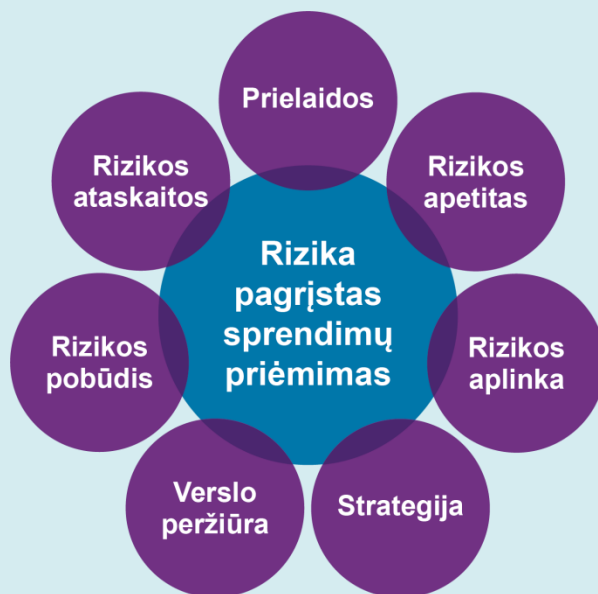 Prielaidos
Rizikos
apetitas
Rizikos
aplinka
Strategija
Verslo
peržiūra
Rizikos
pobūdis
Rizikos
ataskaitos
Rizika
pagrįstas
sprendimų
priėmimas